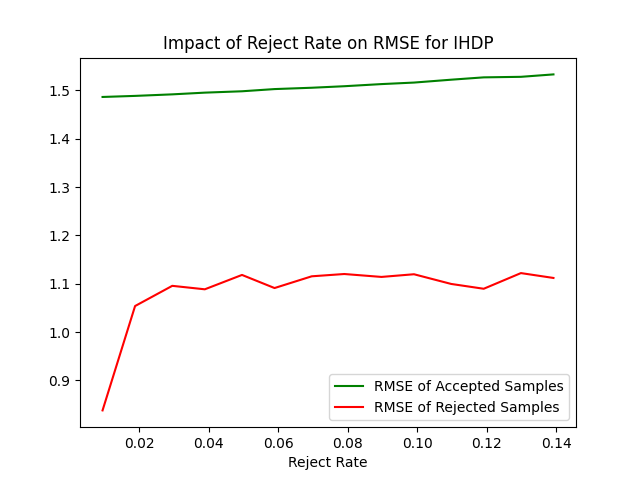 Impact of Reject Rate on RMSE for IHDP
1.5
1.4
1.3
1.2
1.1
1.0
0.9
RMSE of Accepted Samples
RMSE of Rejected Samples
0.02 0.04 0.06 0.08 0.10 0.12 0.14
Reject Rate